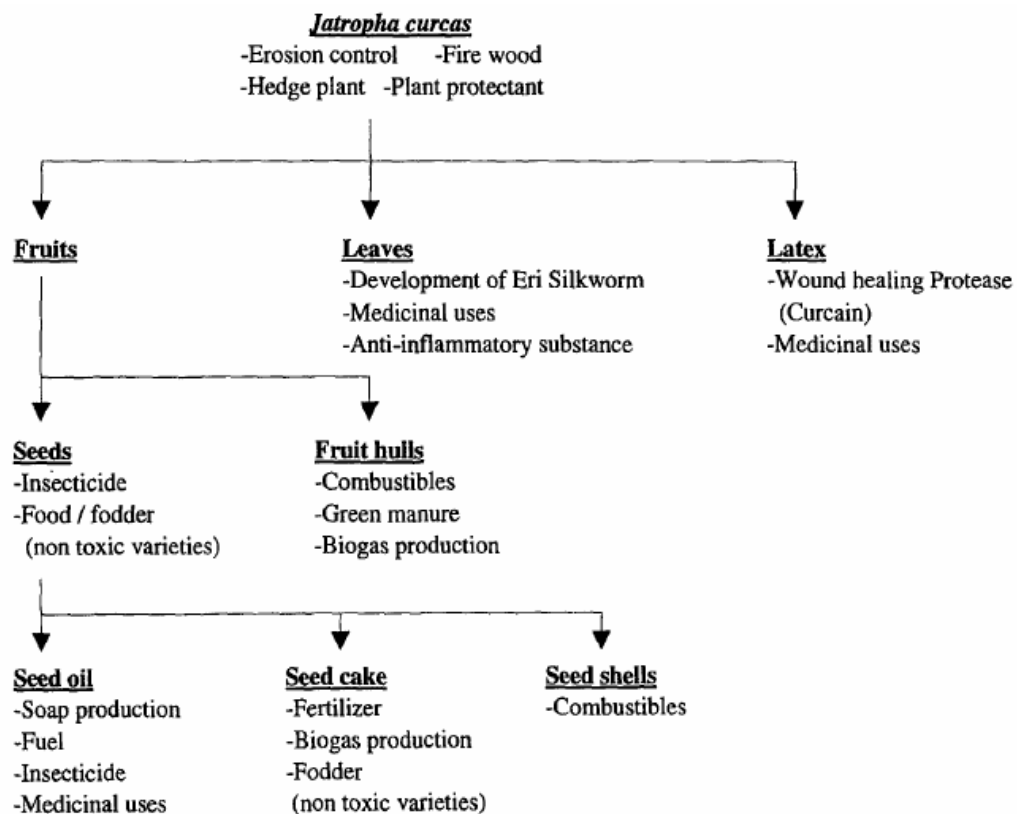 Jatropha curcas
-Erosion control -Fire wood
-Hedge plant -Plant protectant
Fruits
Leaves
-Development of Eri Silkworm
-Medicinal uses
-Anti-inflammatory substance
Latex
-Wound healing Protease
(Curcain)
-Medicinal uses
Seeds
-Insecticide
-Food / fodder
(non toxic varieties)
Fruit hulls
-Combustibles
-Green manure
-Biogas production
Seed oil
-Soap production
-Fuel
-Insecticide
-Medicinal uses
Seed cake
-Fertilizer
-Biogas production
-Fodder
(non toxic varieties)
Seed shells
-Combustibles